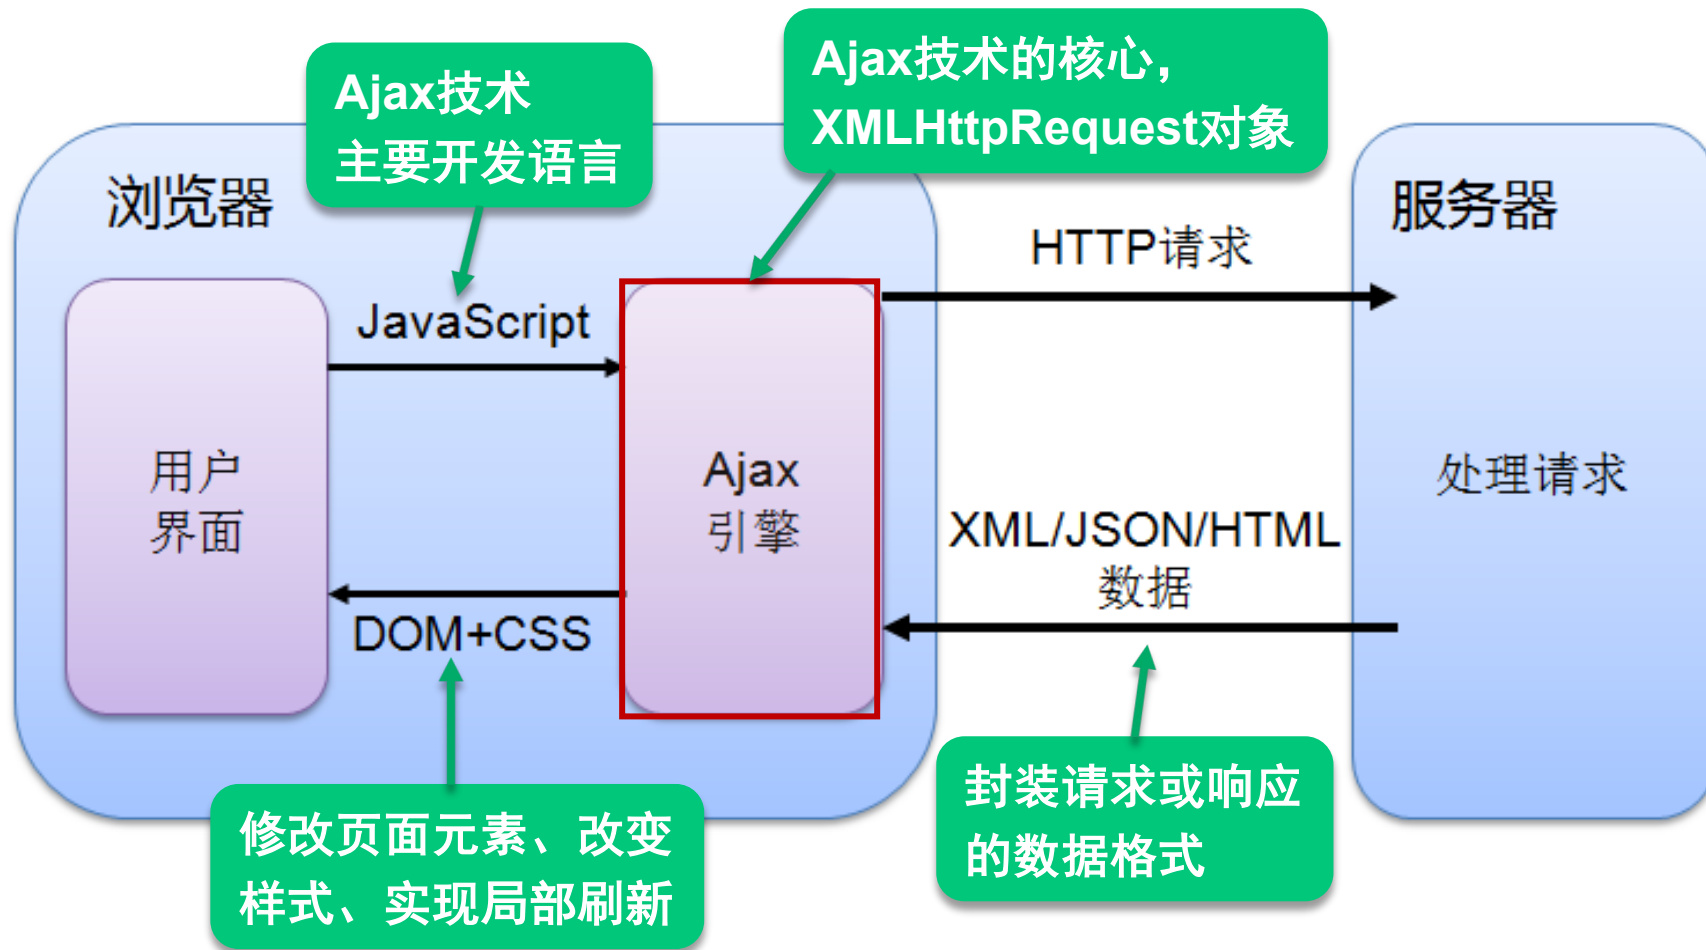 Ajax技术
主要开发语言
Ajax技术的核心，
XMLHttpRequest对象
浏览器
服务器
HTTP请求
JavaScript
用户
界面
Ajax
引擎
处理请求
XML/JSON/HTML
数据
DOM+CSS
修改页面元素、改变
样式、实现局部刷新
封装请求或响应
的数据格式